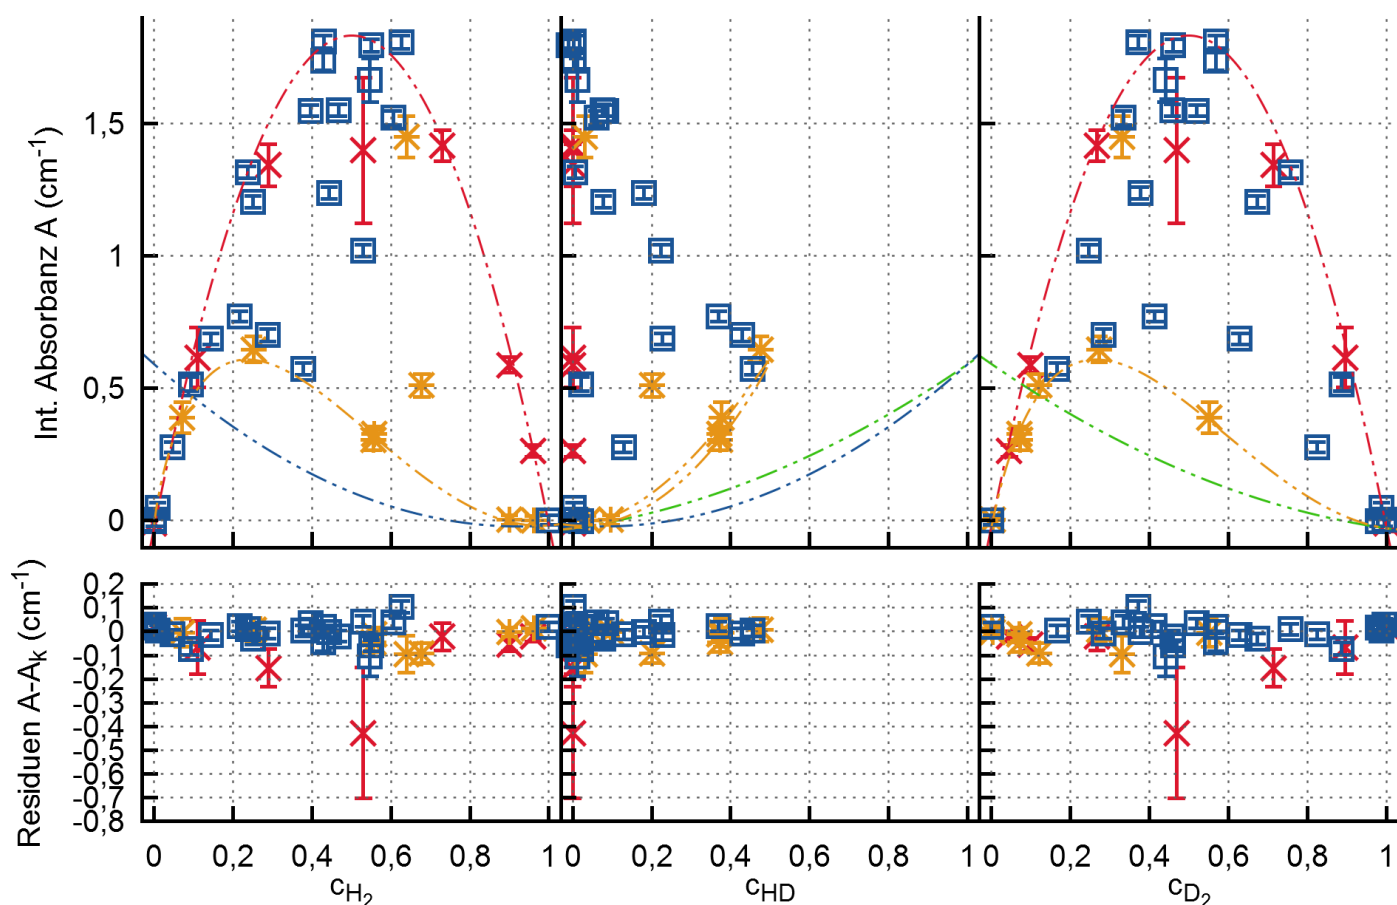 Int. Absorbanz A (cm⁻¹)
1,5
1
0,5
0
Residuen A-Aₖ (cm⁻¹)
0,2
0,1
0
-0,1
-0,2
-0,3
-0,4
-0,5
-0,6
-0,7
-0,8
0 0,2 0,4 0,6 0,8 1
0 0,2 0,4 0,6 0,8 1
0 0,2 0,4 0,6 0,8 1
c_H₂
c_HD
c_D₂